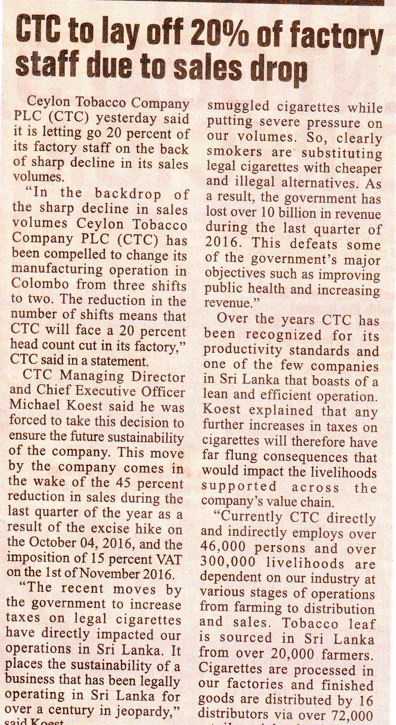 CTC to lay off 20% of factory
staff due to sales drop
Ceylon Tobacco Company
PLC (CTC) yesterday said
it is letting go 20 percent of
its factory staff on the back
of sharp decline in its sales
volumes.
“In the backdrop of
the sharp decline in sales
volumes Ceylon Tobacco
Company PLC (CTC) has
been compelled to change its
manufacturing operation in
Colombo from three shifts
to two. The reduction in the
number of shifts means that
CTC will face a 20 percent
head count cut in its factory,”
CTC said in a statement.
CTC Managing Director
and Chief Executive Officer
Michael Koest said he was
forced to take this decision to
ensure the future sustainability
of the company. This move
by the company comes in
the wake of the 45 percent
reduction in sales during the
last quarter of the year as a
result of the excise hike on
the October 04, 2016, and the
imposition of 15 percent VAT
on the 1st of November 2016.
“The recent moves by
the government to increase
taxes on legal cigarettes
have directly impacted our
operations in Sri Lanka. It
places the sustainability of a
business that has been legally
operating in Sri Lanka for
over a century in jeopardy,”
said Koest
smuggled cigarettes while
putting severe pressure on
our volumes. So, clearly
smokers are substituting
legal cigarettes with cheaper
and illegal alternatives. As
a result, the government has
lost over 10 billion in revenue
during the last quarter of
2016. This defeats some
of the government’s major
objectives such as improving
public health and increasing
revenue.”
Over the years CTC has
been recognized for its
productivity standards and
one of the few companies
in Sri Lanka that boasts of a
lean and efficient operation.
Koest explained that any
further increases in taxes on
cigarettes will therefore have
far flung consequences that
would impact the livelihoods
supported across the
company’s value chain.
“Currently CTC directly
and indirectly employs over
46,000 persons and over
300,000 livelihoods are
dependent on our industry at
various stages of operations
from farming to distribution
and sales. Tobacco leaf
is sourced in Sri Lanka
from over 20,000 farmers.
Cigarettes are processed in
our factories and finished
goods are distributed by 16
distributors via over 72,000